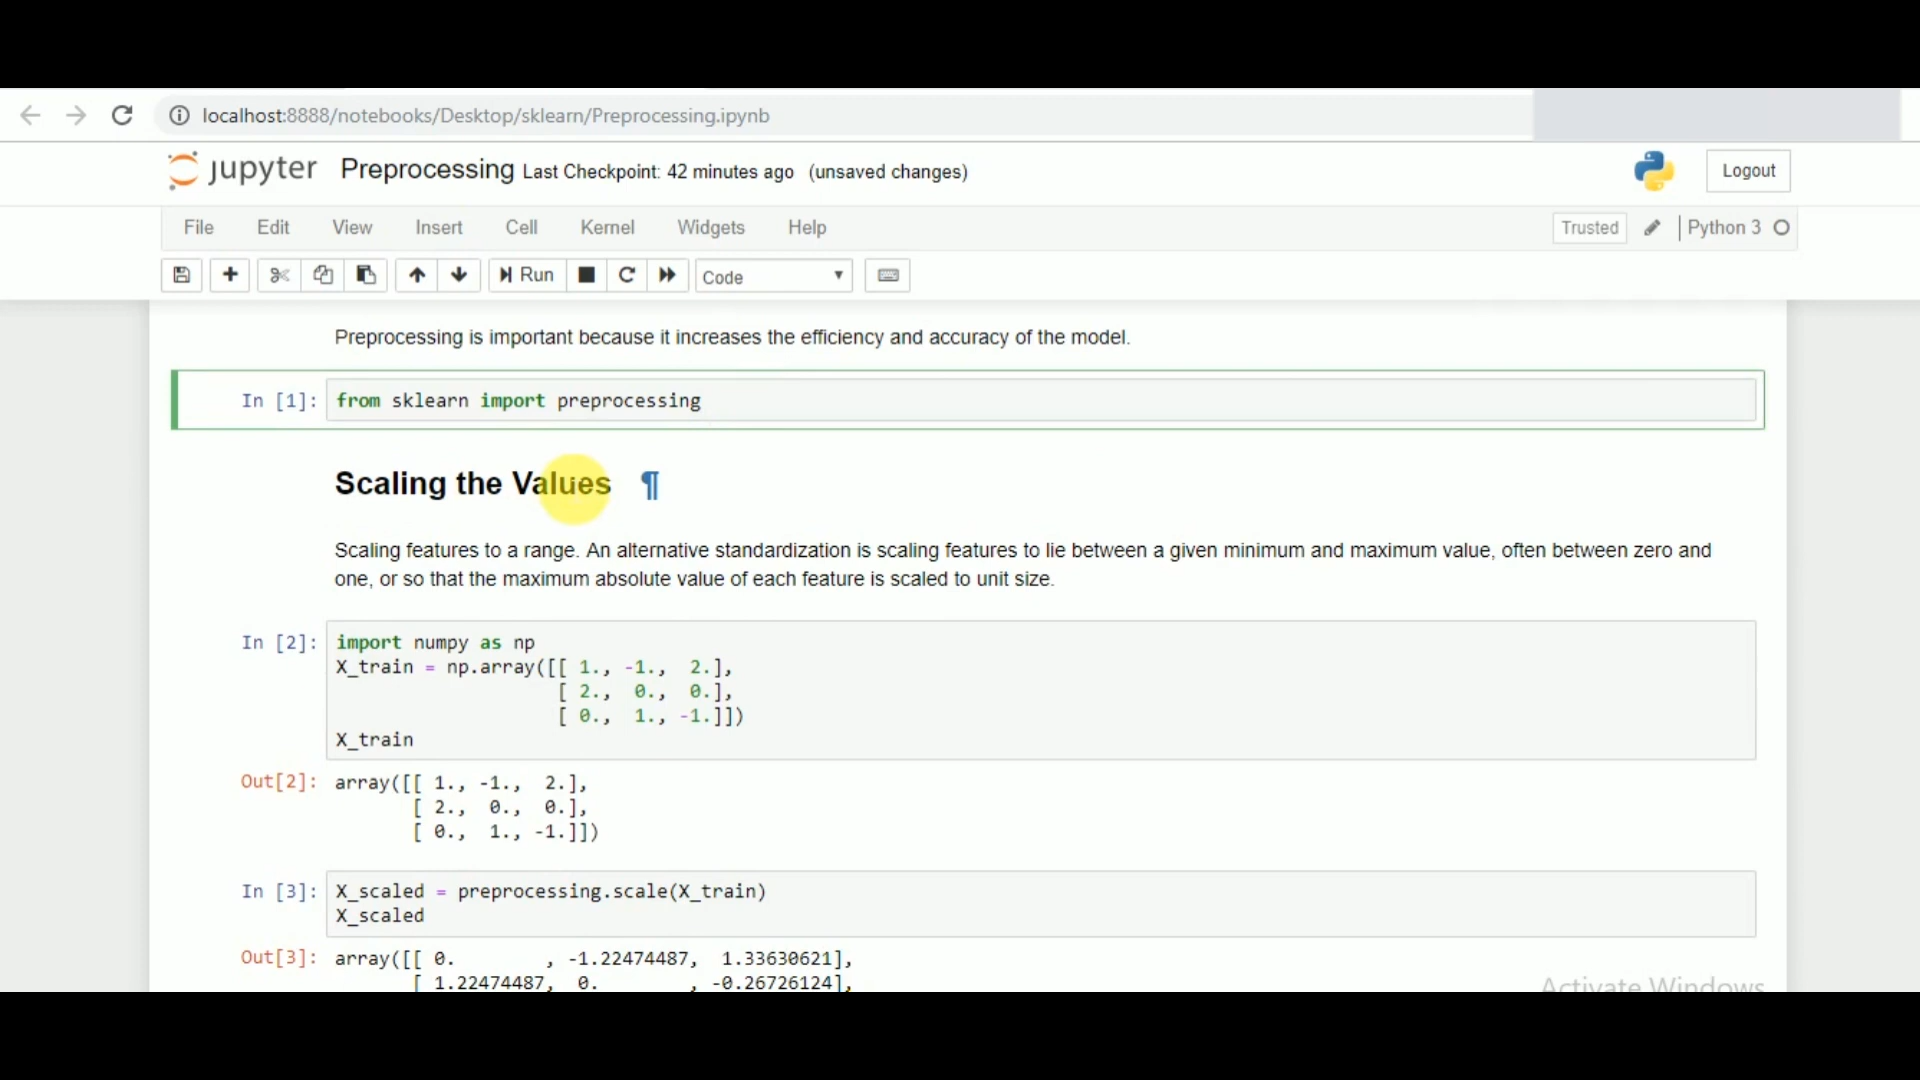 localhost:8888/notebooks/Desktop/sklearn/Preprocessing.ipynb
jupyter Preprocessing Last Checkpoint: 42 minutes ago (unsaved changes) Logout
File Edit View Insert Cell Kernel Widgets Help Trusted Python 3
Run Code
Preprocessing is important because it increases the efficiency and accuracy of the model.
In [1]: from sklearn import preprocessing
Scaling the Values ¶
Scaling features to a range. An alternative standardization is scaling features to lie between a given minimum and maximum value, often between zero and
one, or so that the maximum absolute value of each feature is scaled to unit size.
In [2]: import numpy as np
X_train = np.array([[ 1., -1., 2.],
[ 2., 0., 0.],
[ 0., 1., -1.]])
X_train
Out[2]: array([[ 1., -1., 2.],
[ 2., 0., 0.],
[ 0., 1., -1.]])
In [3]: X_scaled = preprocessing.scale(X_train)
X_scaled
Out[3]: array([[ 0. , -1.22474487, 1.33630621],
[ 1.22474487, 0. , -0.26726124],
Activate Windows